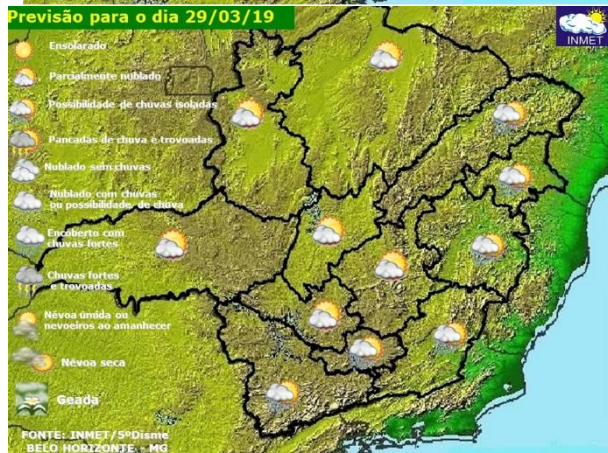 Previsão para o dia 29/03/19
INMET
Ensolarado
Parcialmente nublado
Possibilidade de chuvas isoladas
Pancadas de chuva e trovoadas
Nublado sem chuvas
Nublado com chuvas
ou possibilidade de chuva
Encoberto com
chuvas fortes
Chuvas fortes
e trovoadas
Névoa úmida ou
nevoeiros ao amanhecer
Névoa seca
Geada
FONTE: INMET/5ºDisme
BELO HORIZONTE - MG